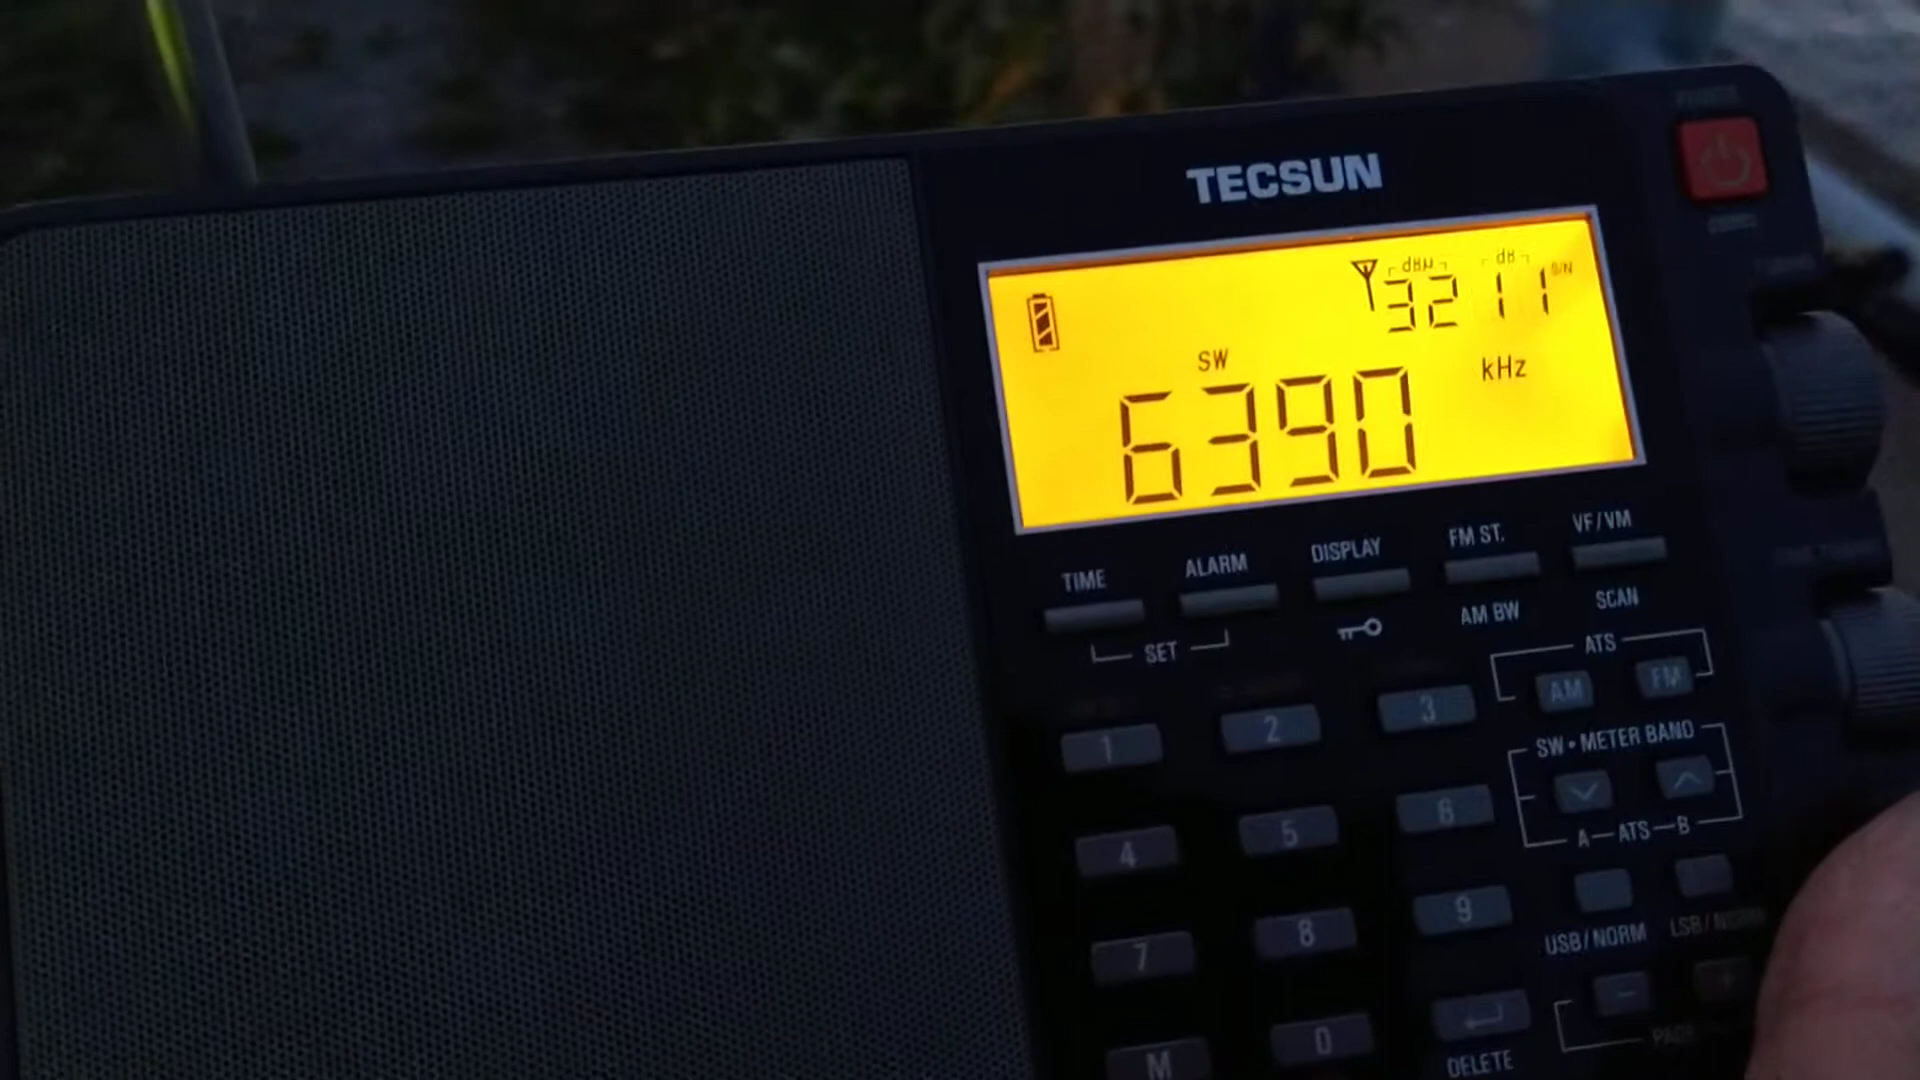 POWER
TECSUN
dBµ dB
32 11 S/N
SW kHz
6390
TIME ALARM DISPLAY FM ST. VF/VM
SET AM BW SCAN
ATS
AM FM
1 2 3
SW•METER BAND
4 5 6
A—ATS—B
7 8 9
USB/NORM LSB/NORM
M 0 DELETE